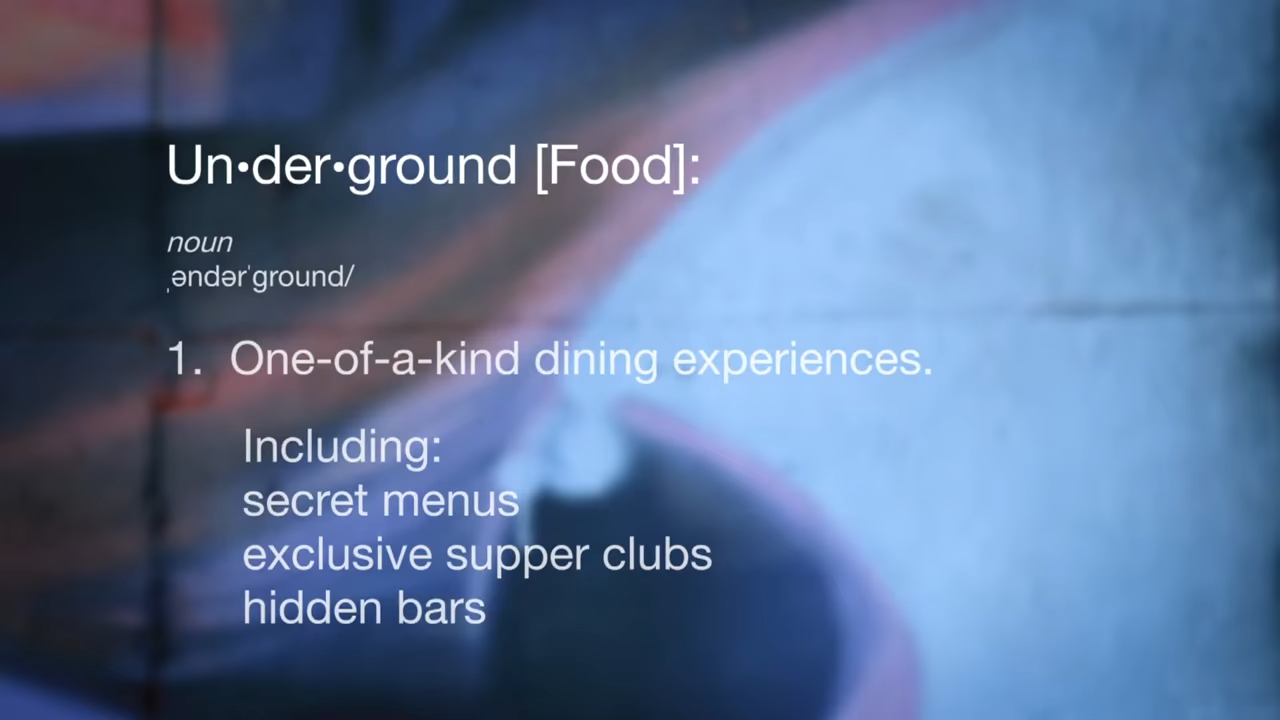 Un•der•ground [Food]:
noun
ˌəndərˈground/
1. One-of-a-kind dining experiences.
Including:
secret menus
exclusive supper clubs
hidden bars